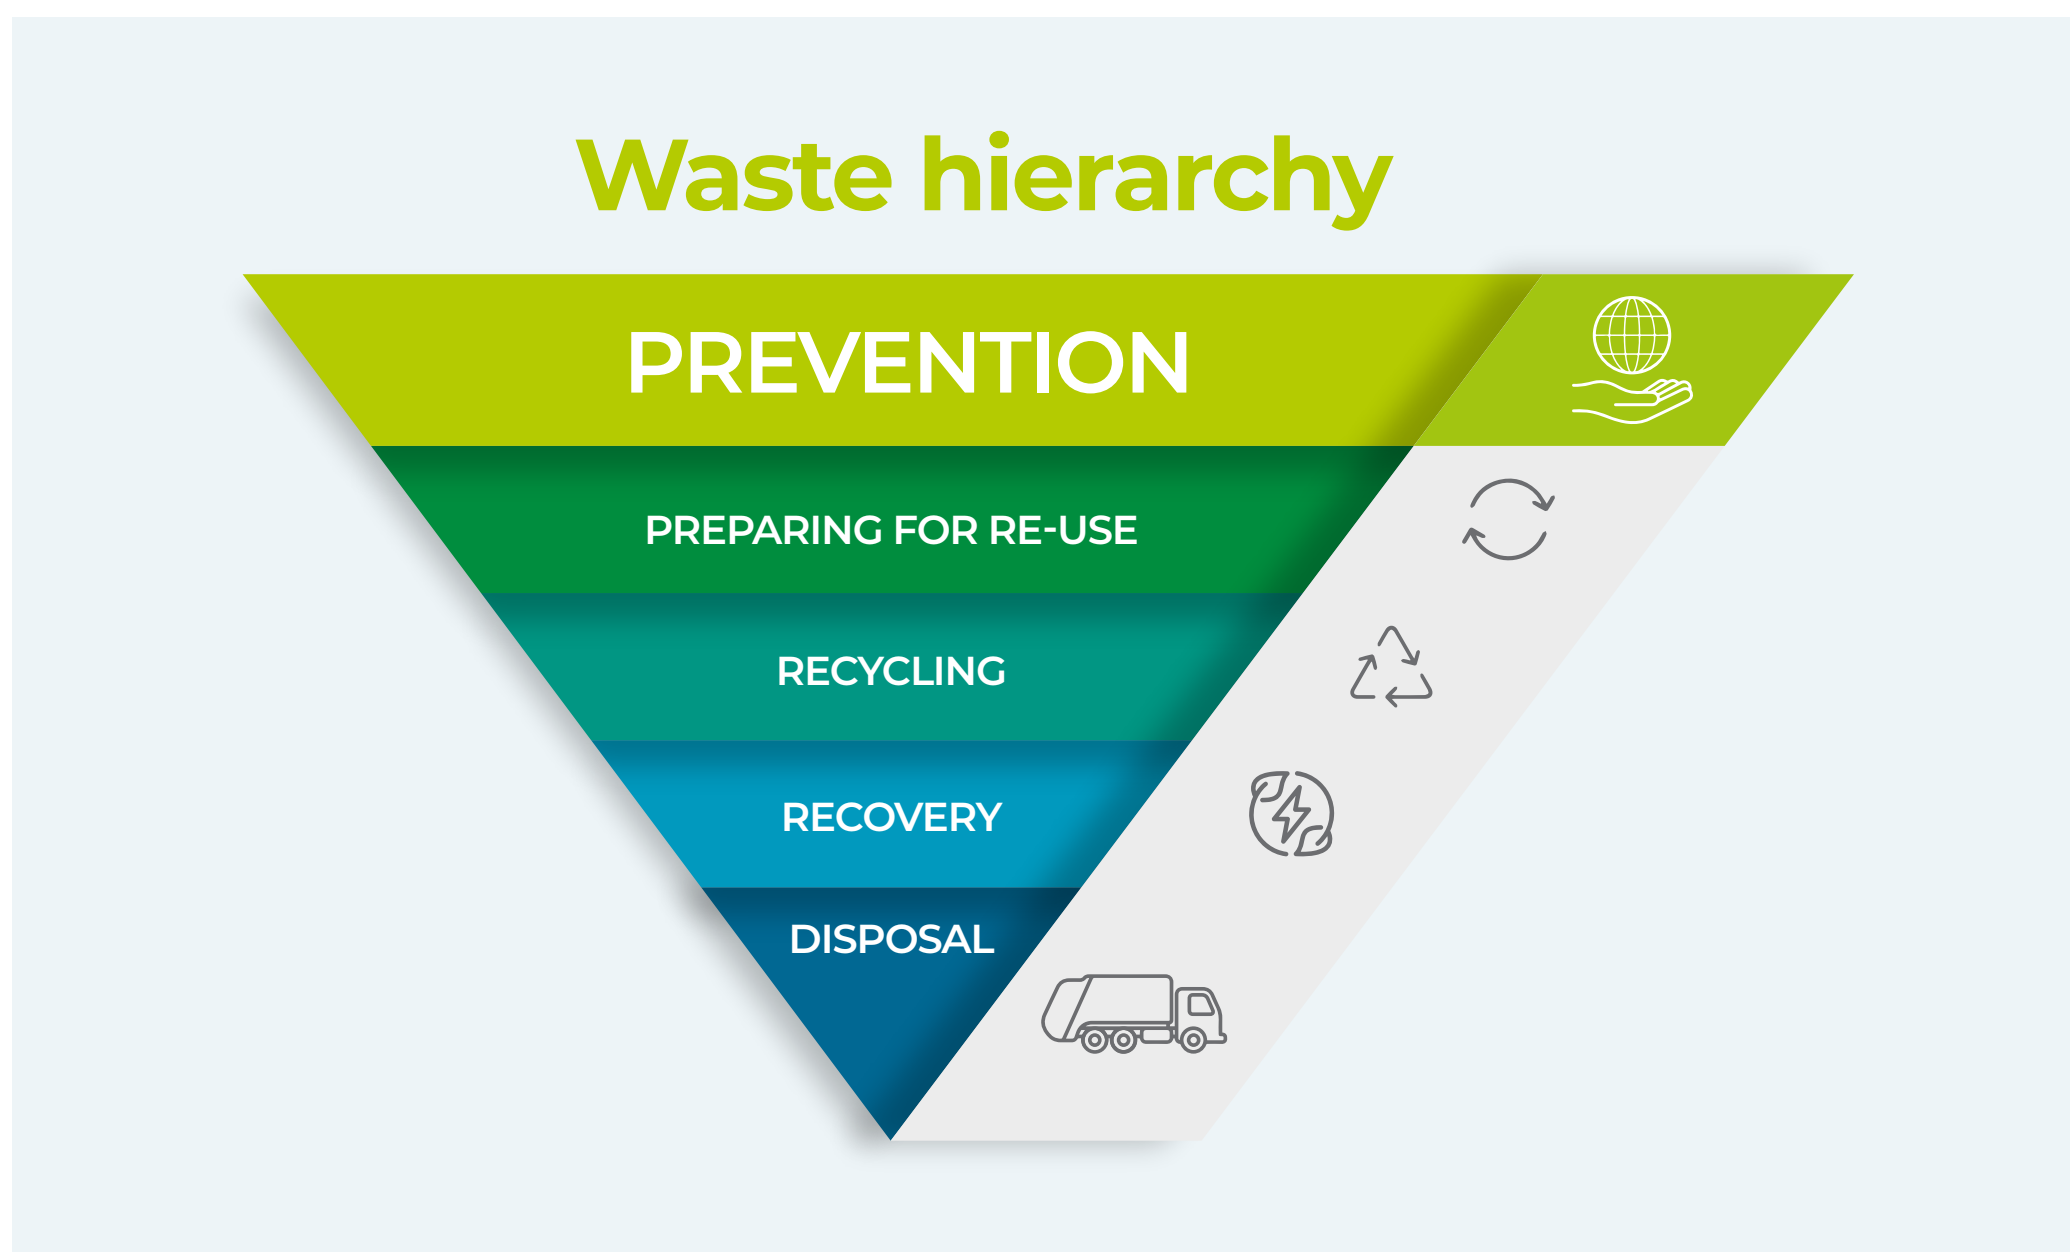 Waste hierarchy
PREVENTION
PREPARING FOR RE-USE
RECYCLING
RECOVERY
DISPOSAL